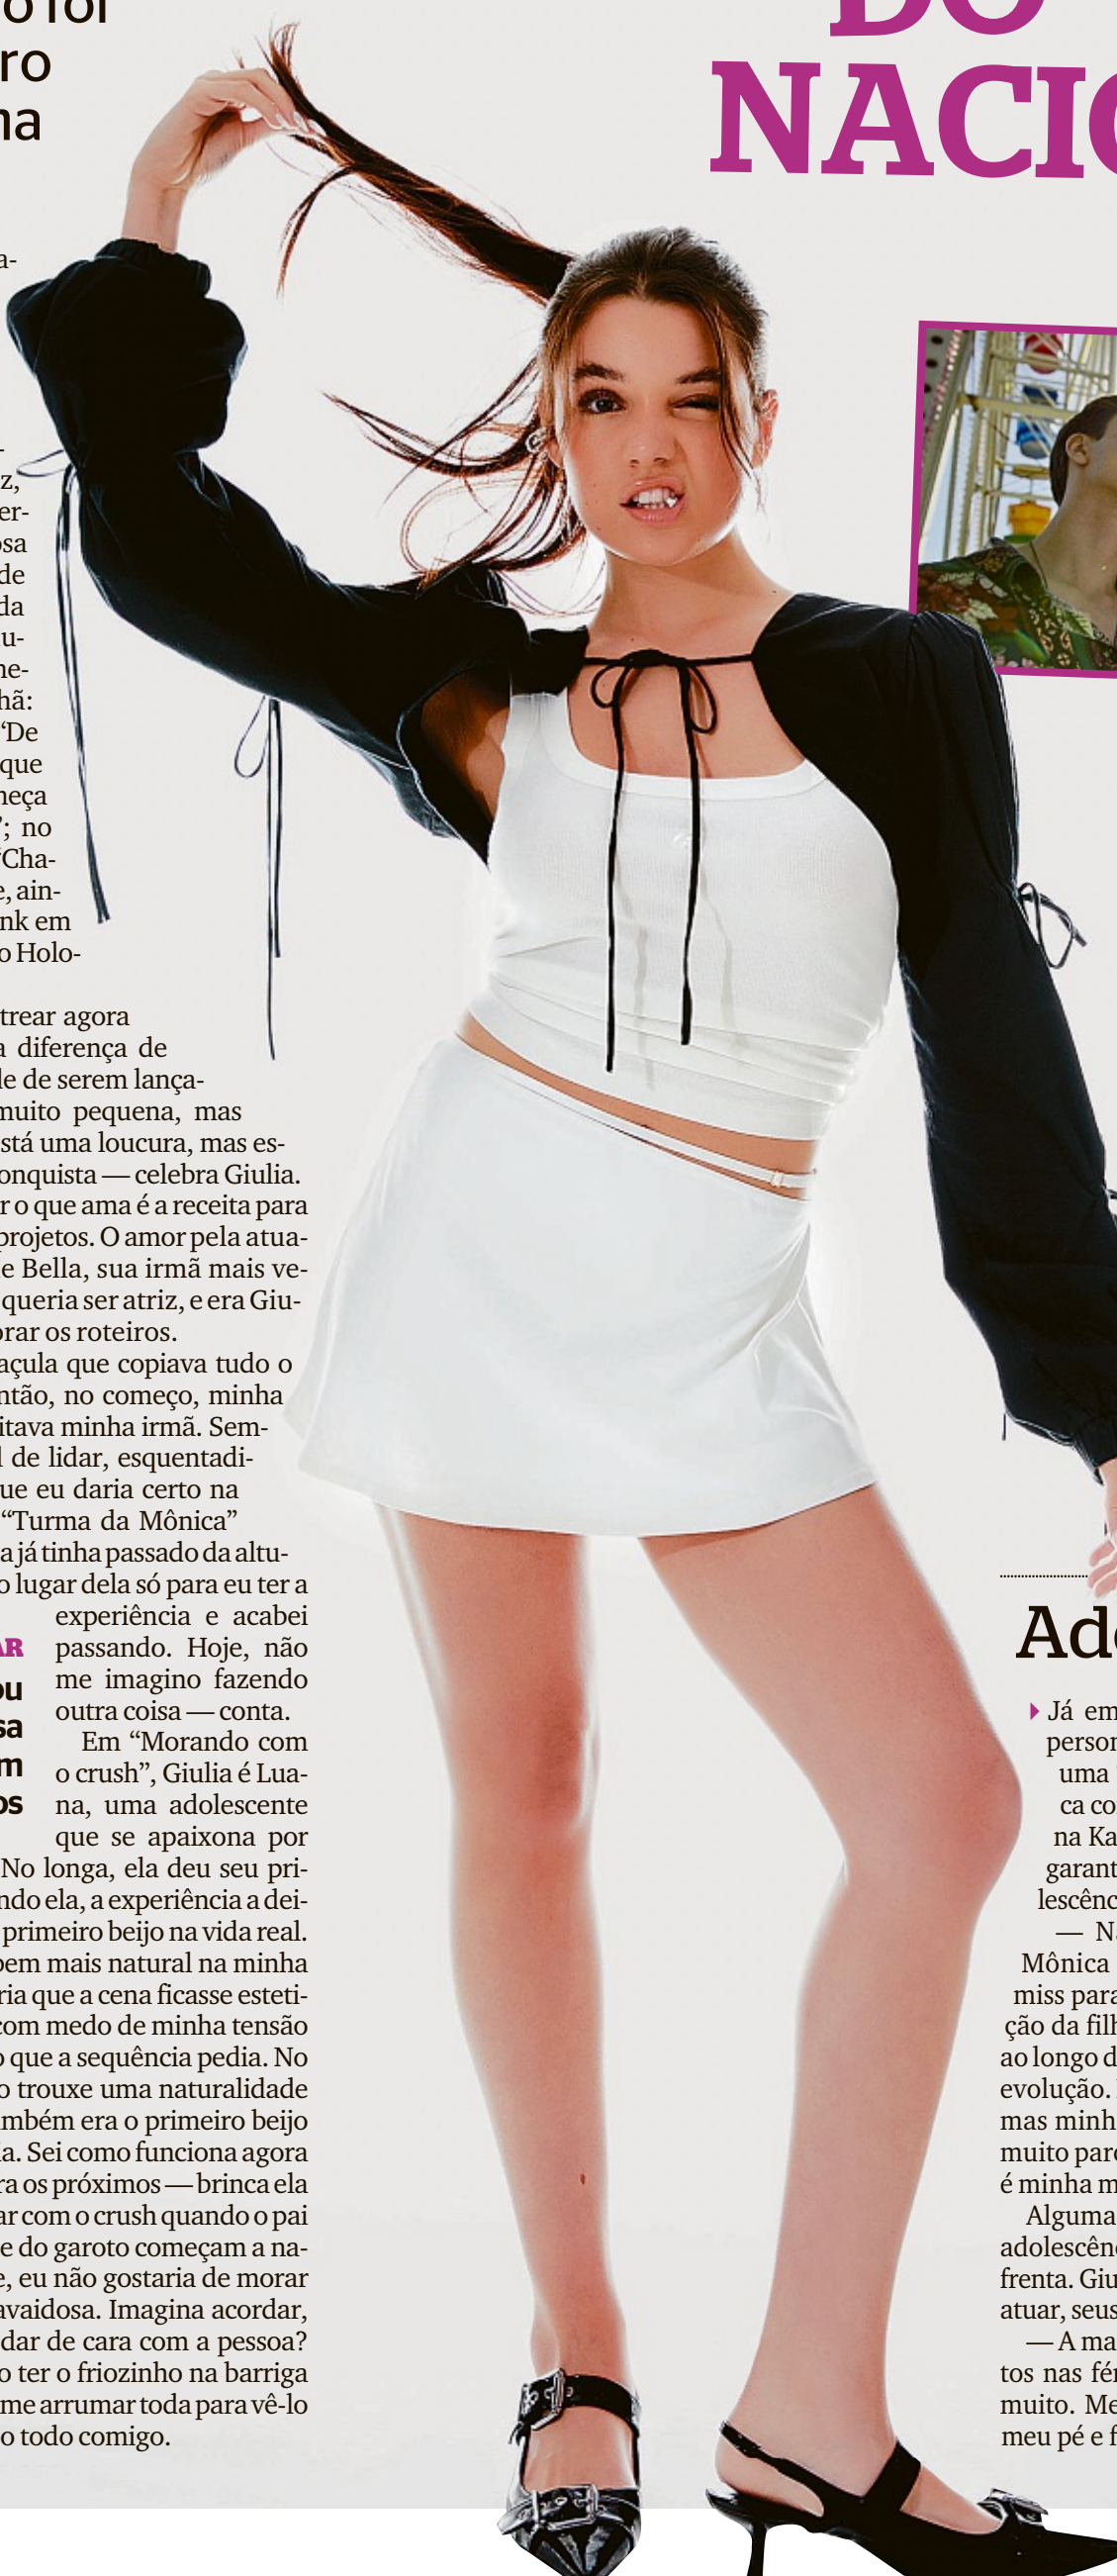 o foi
ro
na
DO
NACIO
a-
-
z,
er-
osa
de
da
u-
ne-
hã:
“De
que
neça
”; no
“Cha-
e, ain-
nk em
o Holo-
trear agora
a diferença de
de serem lança-
muito pequena, mas
stá uma loucura, mas es-
onquista — celebra Giulia.
r o que ama é a receita para
projetos. O amor pela atua-
e Bella, sua irmã mais ve-
queria ser atriz, e era Giu-
orar os roteiros.
açula que copiava tudo o
ntão, no começo, minha
itava minha irmã. Sem-
l de lidar, esquentadi-
ue eu daria certo na
“Turma da Mônica”
a já tinha passado da altu-
o lugar dela só para eu ter a
experiência e acabei
passando. Hoje, não
me imagino fazendo
outra coisa — conta.
AR
ou
sa
m
os
Em “Morando com
o crush”, Giulia é Lua-
na, uma adolescente
que se apaixona por
No longa, ela deu seu pri-
ndo ela, a experiência a dei-
primeiro beijo na vida real.
bem mais natural na minha
ria que a cena ficasse esteti-
com medo de minha tensão
o que a sequência pedia. No
o trouxe uma naturalidade
ambém era o primeiro beijo
ia. Sei como funciona agora
ra os próximos — brinca ela
ar com o crush quando o pai
e do garoto começam a na-
e, eu não gostaria de morar
avaidosa. Imagina acordar,
dar de cara com a pessoa?
o ter o friozinho na barriga
me arrumar toda para vê-lo
o todo comigo.
Ado
Já em
person
uma
ca co
na Ka
garant
lescênc
— Na
Mônica
miss para
ção da filh
ao longo d
evolução.
mas minh
muito parc
é minha m
Alguma
adolescên
frenta. Giu
atuar, seus
— A ma
tos nas fér
muito. Me
meu pé e f